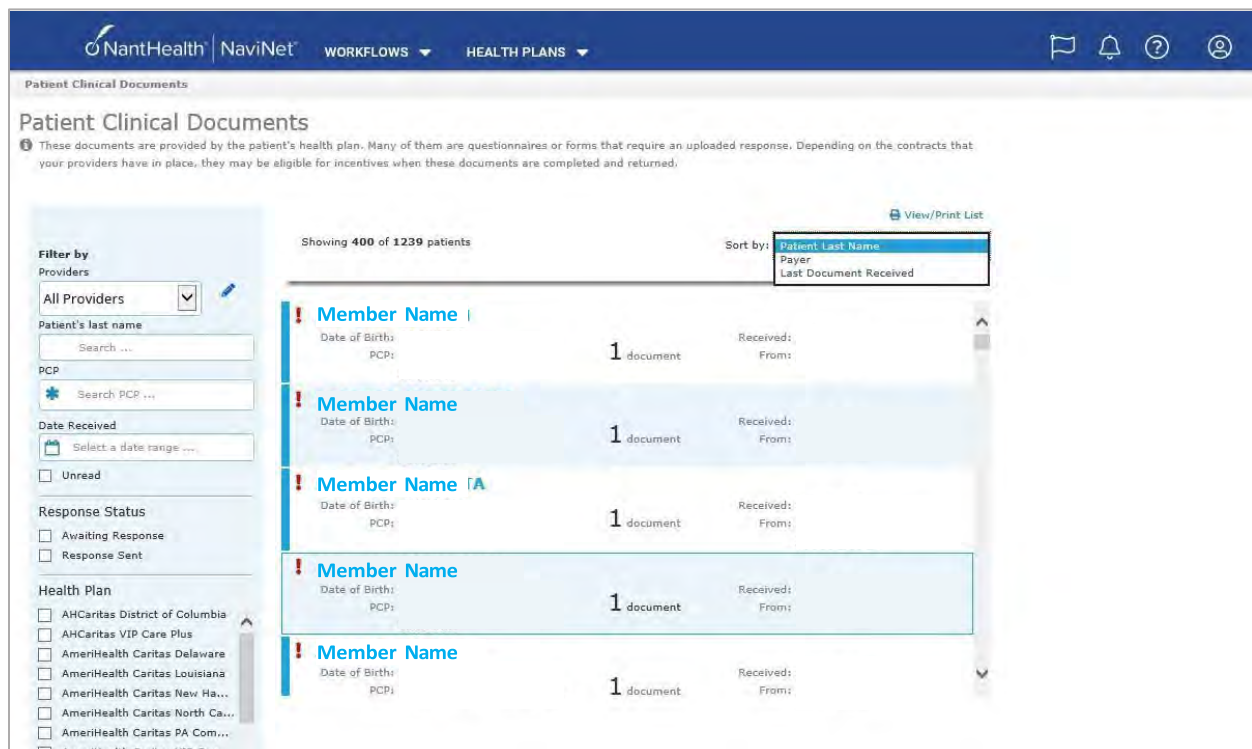 NantHealth® | NaviNet® WORKFLOWS HEALTH PLANS
Patient Clinical Documents
Patient Clinical Documents
These documents are provided by the patient's health plan. Many of them are questionnaires or forms that require an uploaded response. Depending on the contracts that
your providers have in place, they may be eligible for incentives when these documents are completed and returned.
View/Print List
Showing 400 of 1239 patients
Sort by: Patient Last Name
Payer
Last Document Received
Filter by
Providers
All Providers
Patient's last name
Search ...
PCP
Search PCP ...
Date Received
Select a date range ...
Unread
Response Status
Awaiting Response
Response Sent
Health Plan
AHCaritas District of Columbia
AHCaritas VIP Care Plus
AmeriHealth Caritas Delaware
AmeriHealth Caritas Louisiana
AmeriHealth Caritas New Ha...
AmeriHealth Caritas North Ca...
AmeriHealth Caritas PA Com...
! Member Name
Date of Birth:
PCP:
1 document
Received:
From:
! Member Name
Date of Birth:
PCP:
1 document
Received:
From:
! Member Name TA
Date of Birth:
PCP:
1 document
Received:
From:
! Member Name
Date of Birth:
PCP:
1 document
Received:
From:
! Member Name
Date of Birth:
PCP:
1 document
Received:
From: